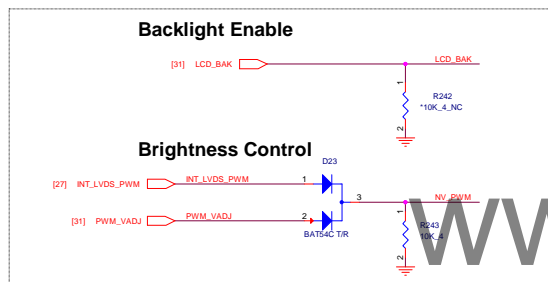 Backlight Enable
[31] LCD_BAK
LCD_BAK
1
R242
*10K_4_NC
2
Brightness Control
D23
[27] INT_LVDS_PWM
INT_LVDS_PWM
1
3
NV_PWM
[31] PWM_VADJ
PWM_VADJ
2
1
BAT54C T/R
R243
10K_4
2